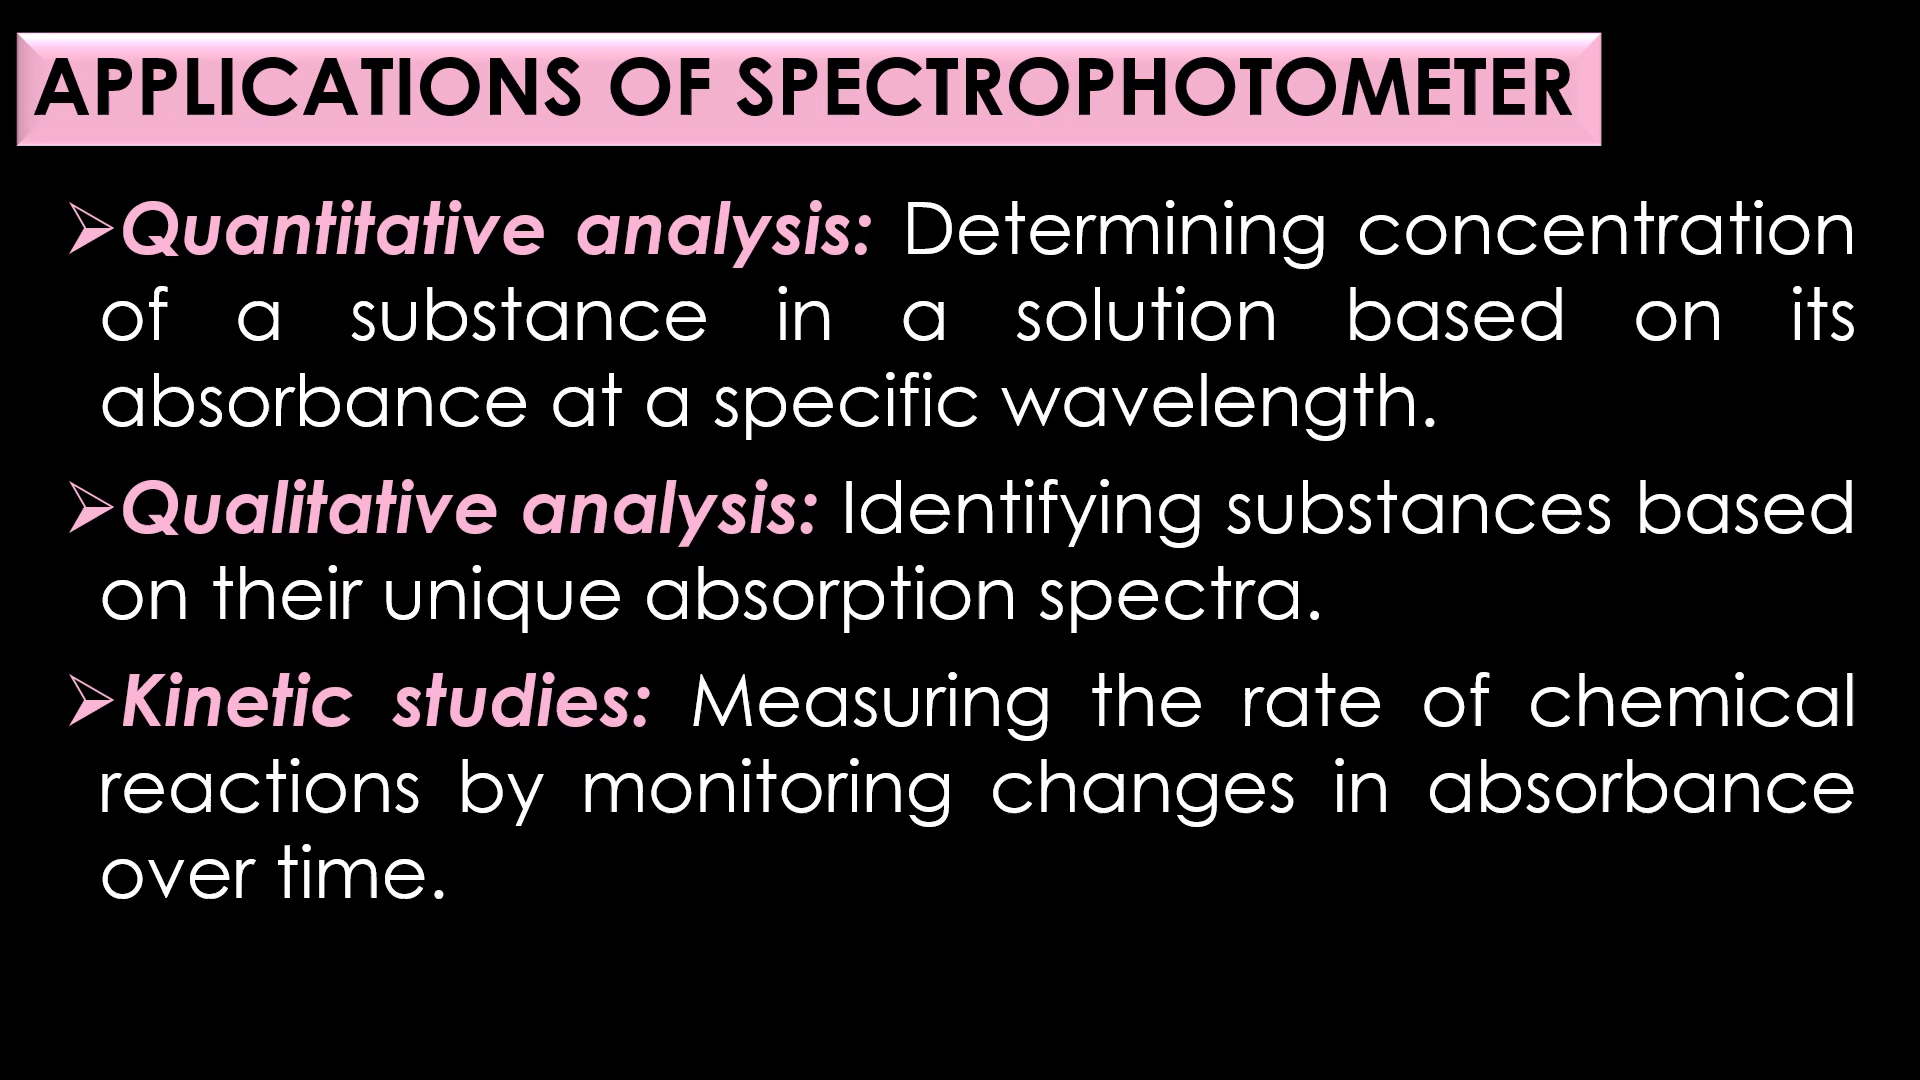 APPLICATIONS OF SPECTROPHOTOMETER
➢Quantitative analysis: Determining concentration
of a substance in a solution based on its
absorbance at a specific wavelength.
➢Qualitative analysis: Identifying substances based
on their unique absorption spectra.
➢Kinetic studies: Measuring the rate of chemical
reactions by monitoring changes in absorbance
over time.